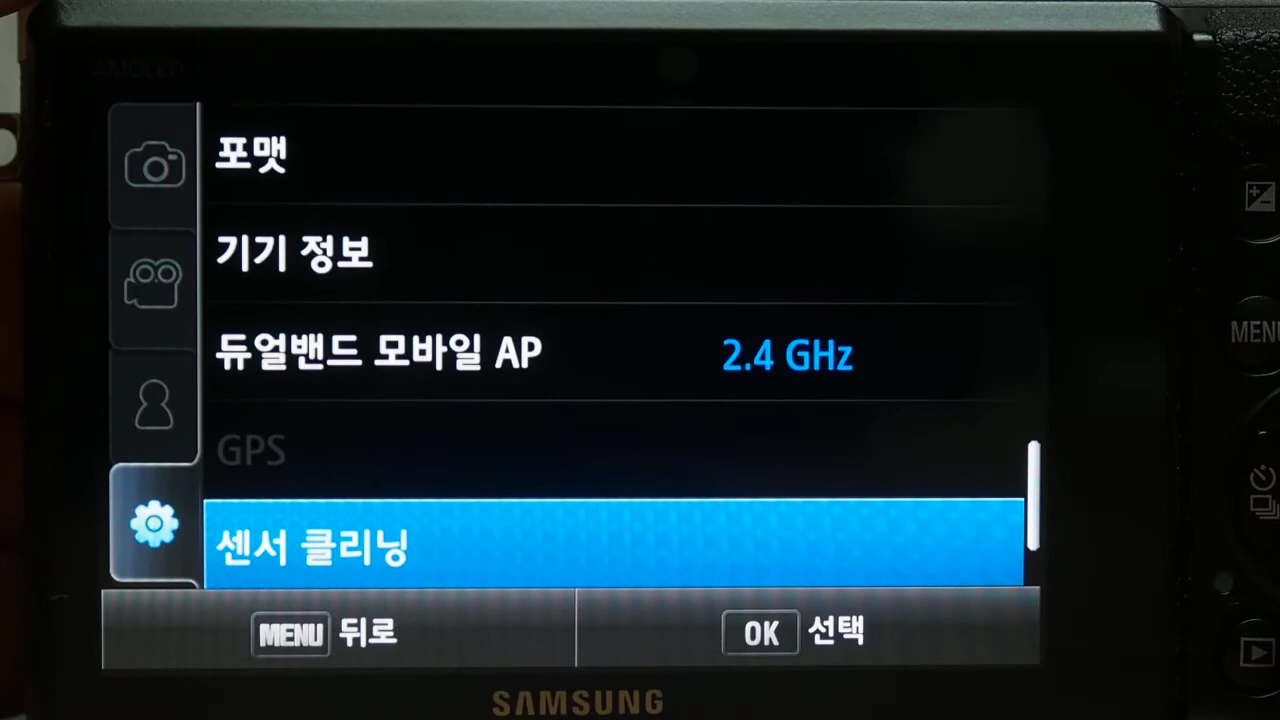 AMOLED
포맷
기기 정보
듀얼밴드 모바일 AP 2.4 GHz
GPS
센서 클리닝
MENU 뒤로 OK 선택
SAMSUNG